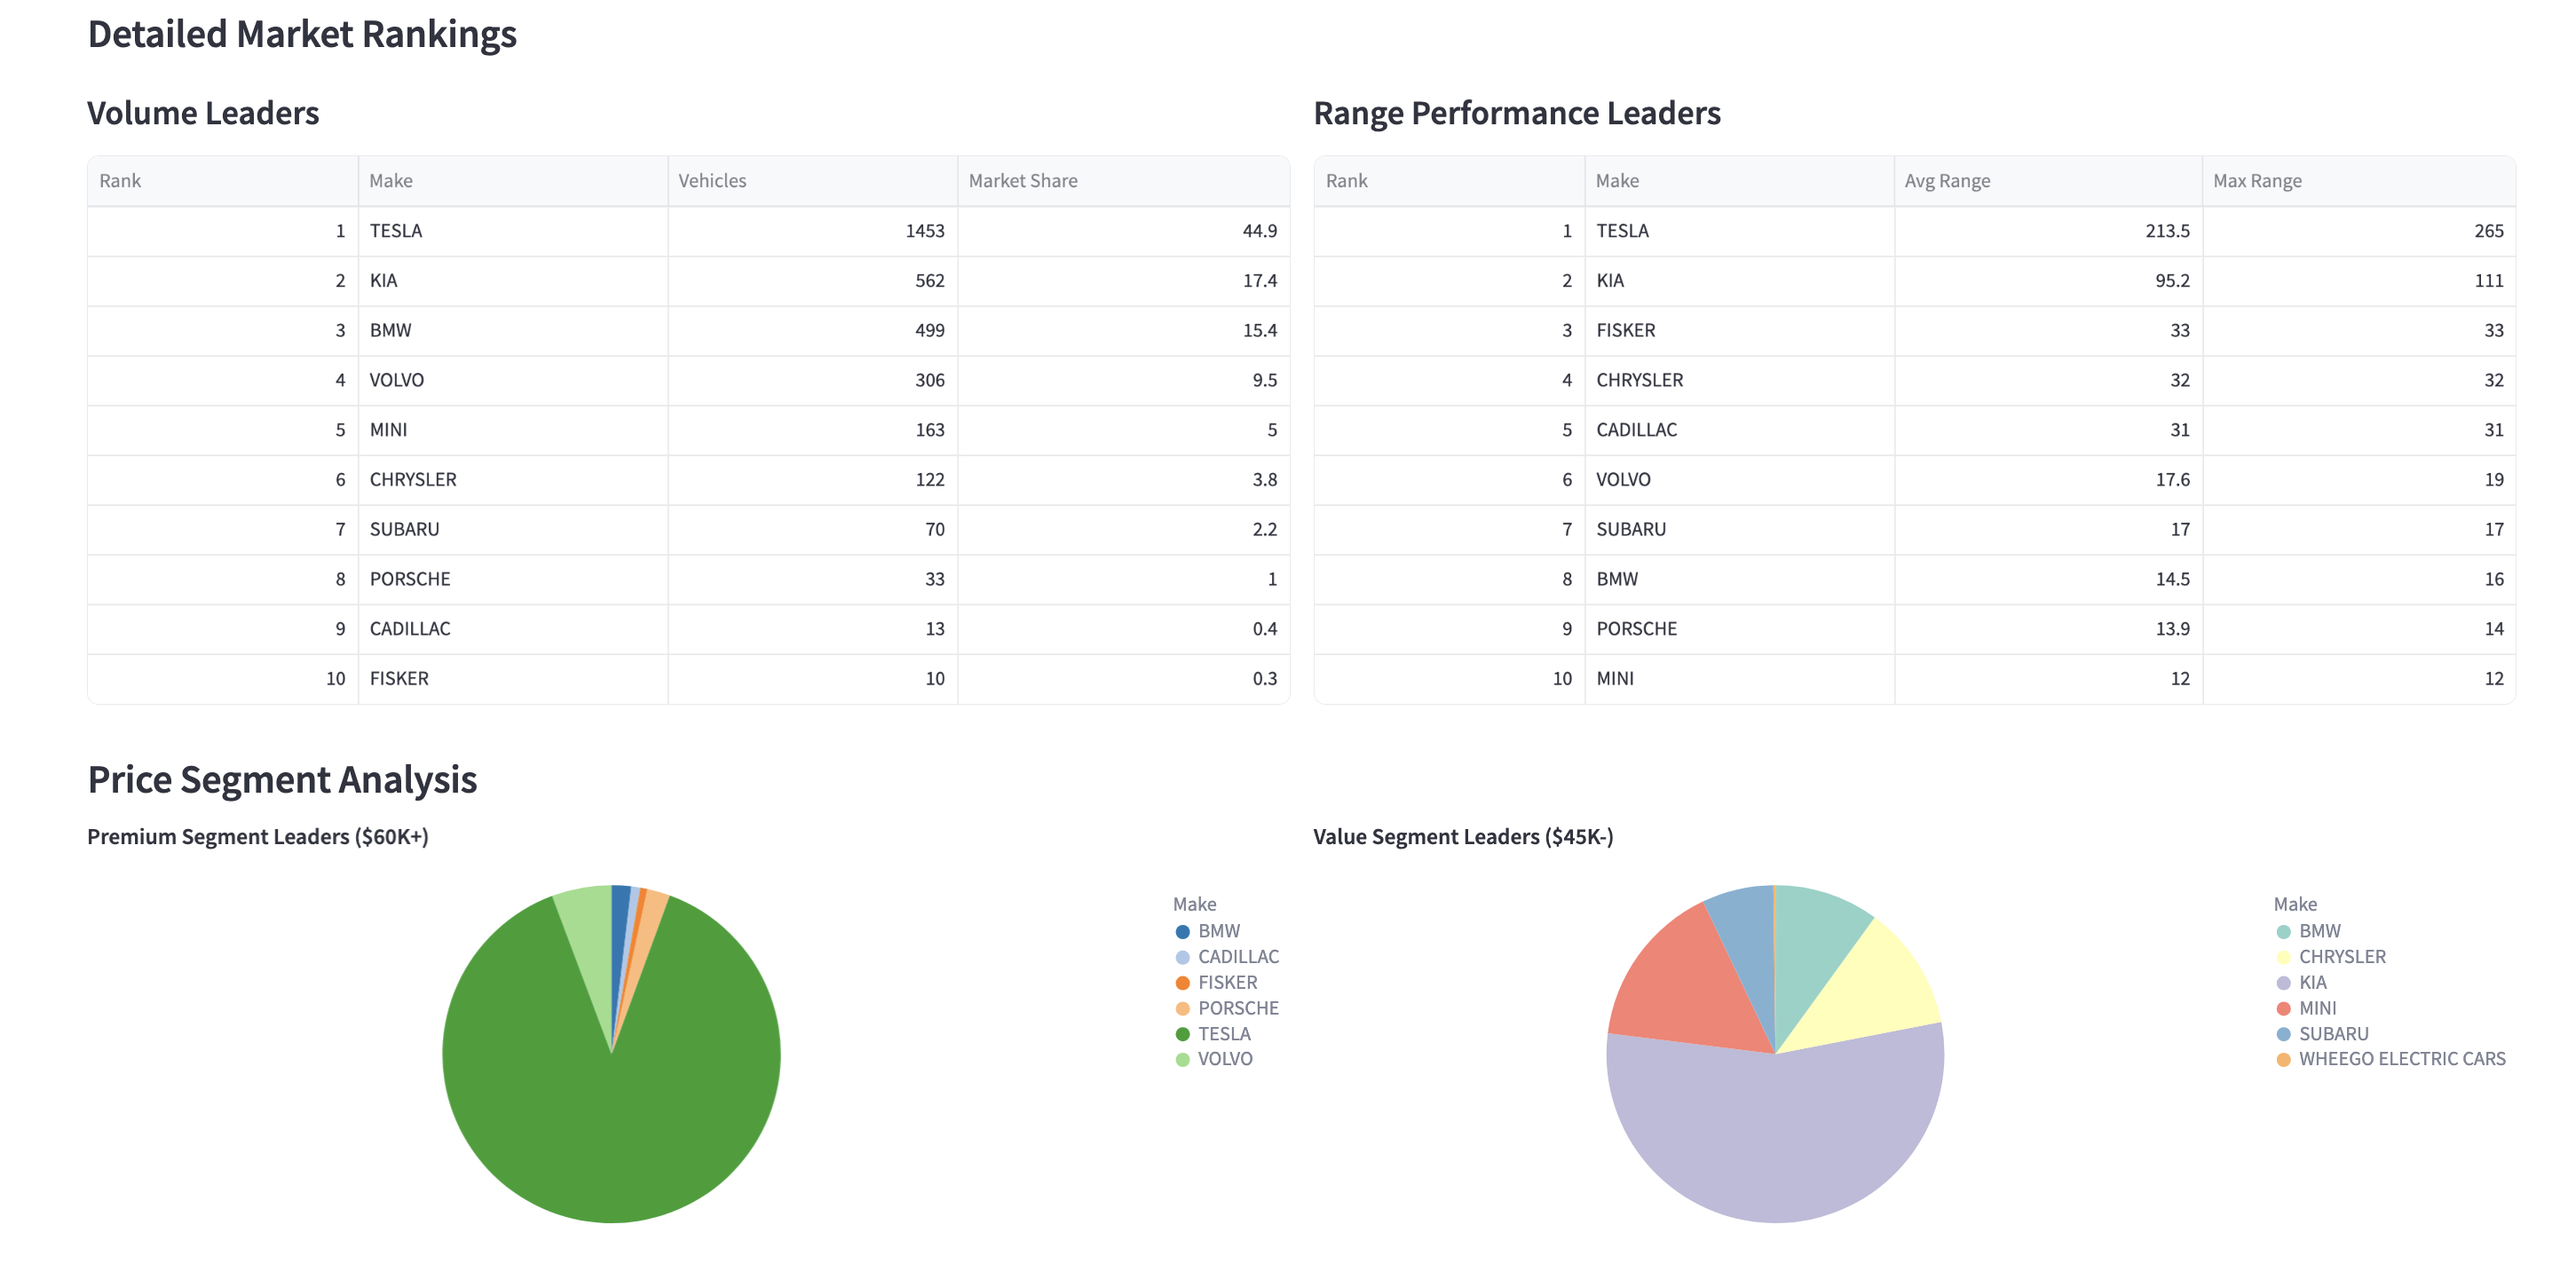 Detailed Market Rankings
Volume Leaders
Rank Make Vehicles Market Share
1 TESLA 1453 44.9
2 KIA 562 17.4
3 BMW 499 15.4
4 VOLVO 306 9.5
5 MINI 163 5
6 CHRYSLER 122 3.8
7 SUBARU 70 2.2
8 PORSCHE 33 1
9 CADILLAC 13 0.4
10 FISKER 10 0.3
Range Performance Leaders
Rank Make Avg Range Max Range
1 TESLA 213.5 265
2 KIA 95.2 111
3 FISKER 33 33
4 CHRYSLER 32 32
5 CADILLAC 31 31
6 VOLVO 17.6 19
7 SUBARU 17 17
8 BMW 14.5 16
9 PORSCHE 13.9 14
10 MINI 12 12
Price Segment Analysis
Premium Segment Leaders ($60K+)
Make
BMW
CADILLAC
FISKER
PORSCHE
TESLA
VOLVO
Value Segment Leaders ($45K-)
Make
BMW
CHRYSLER
KIA
MINI
SUBARU
WHEEGO ELECTRIC CARS